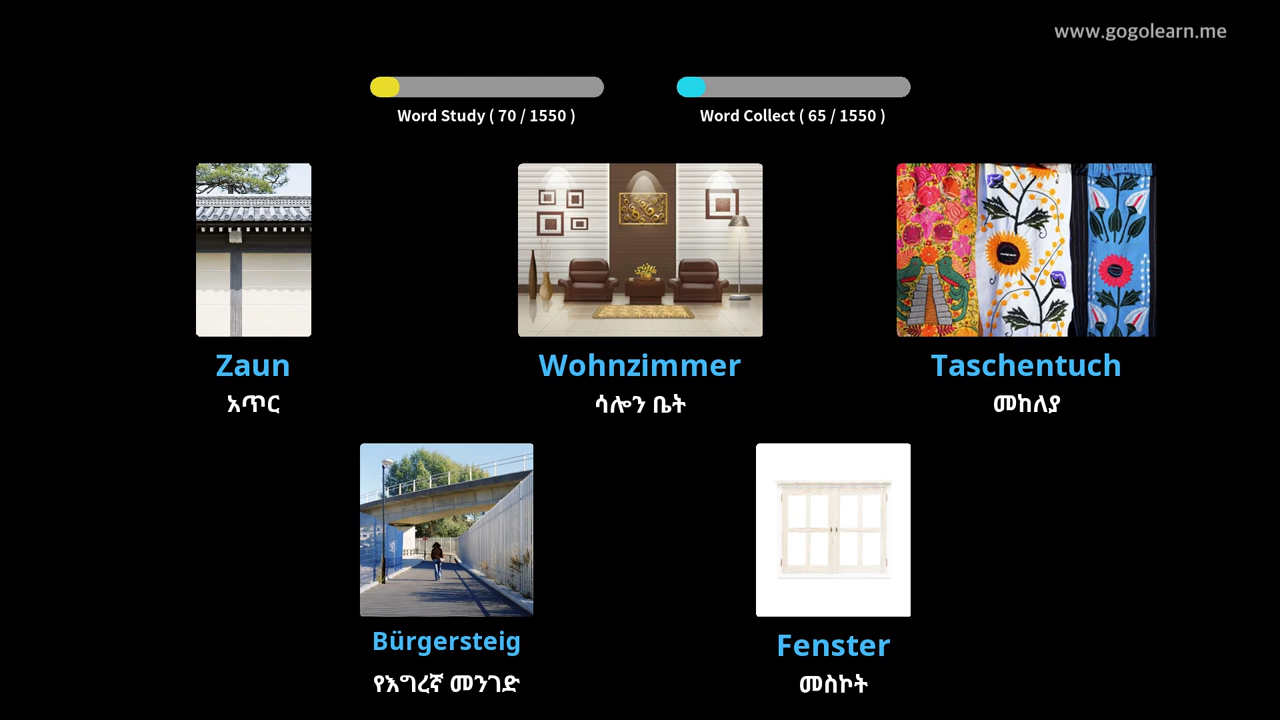 www.gogolearn.me
Word Study ( 70 / 1550 )
Word Collect ( 65 / 1550 )
Zaun
Wohnzimmer
Taschentuch
አጥር
ሳሎን ቤት
መከለያ
Bürgersteig
Fenster
የእግረኛ መንገድ
መስኮት